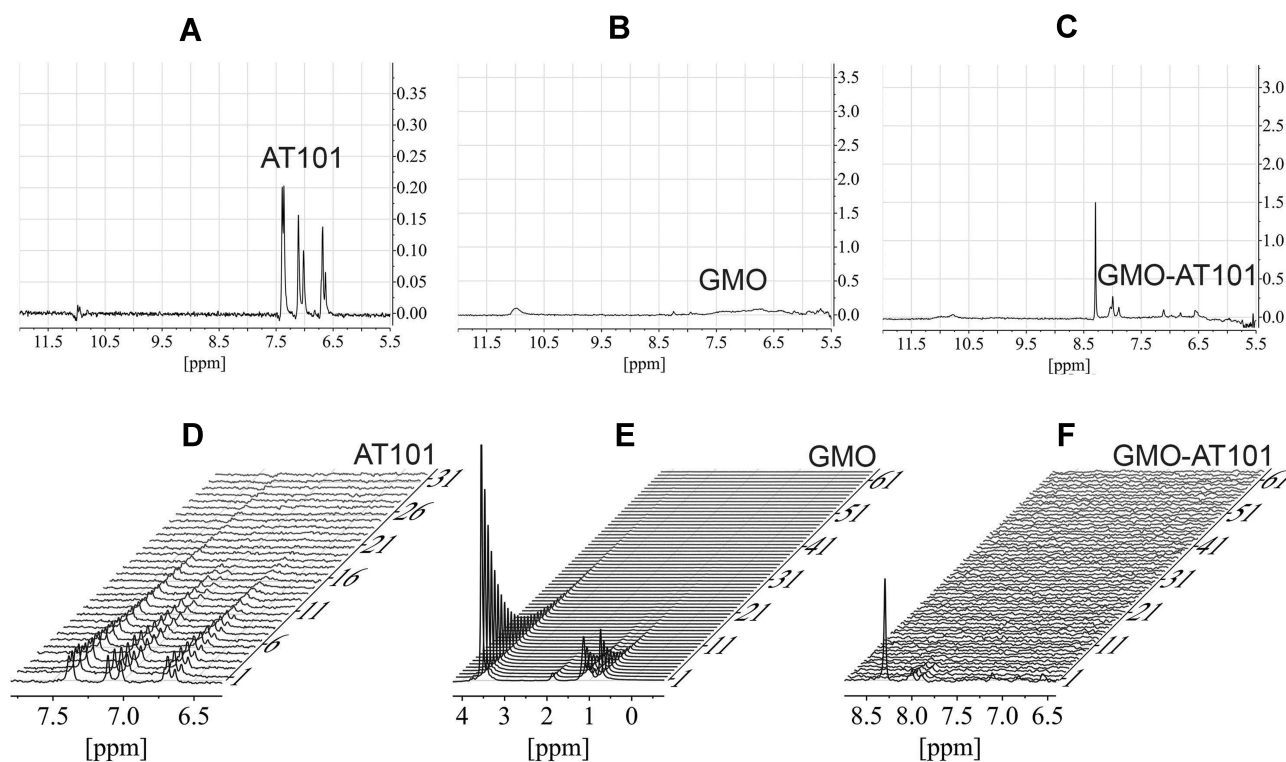 A
B
C
0.35
0.30
0.25
0.20
0.15
0.10
0.05
0.00
AT101
11.5 10.5 9.5 8.5 7.5 6.5 5.5
[ppm]
3.5
3.0
2.5
2.0
1.5
1.0
0.5
0.0
GMO
11.5 10.5 9.5 8.5 7.5 6.5 5.5
[ppm]
3.0
2.5
2.0
1.5
1.0
0.5
0.0
GMO-AT101
11.5 10.5 9.5 8.5 7.5 6.5 5.5
[ppm]
D
E
F
AT101
31
26
21
16
11
6
1
7.5 7.0 6.5
[ppm]
GMO
61
51
41
31
21
11
1
4 3 2 1 0
[ppm]
GMO-AT101
61
51
41
31
21
11
1
8.5 8.0 7.5 7.0 6.5
[ppm]